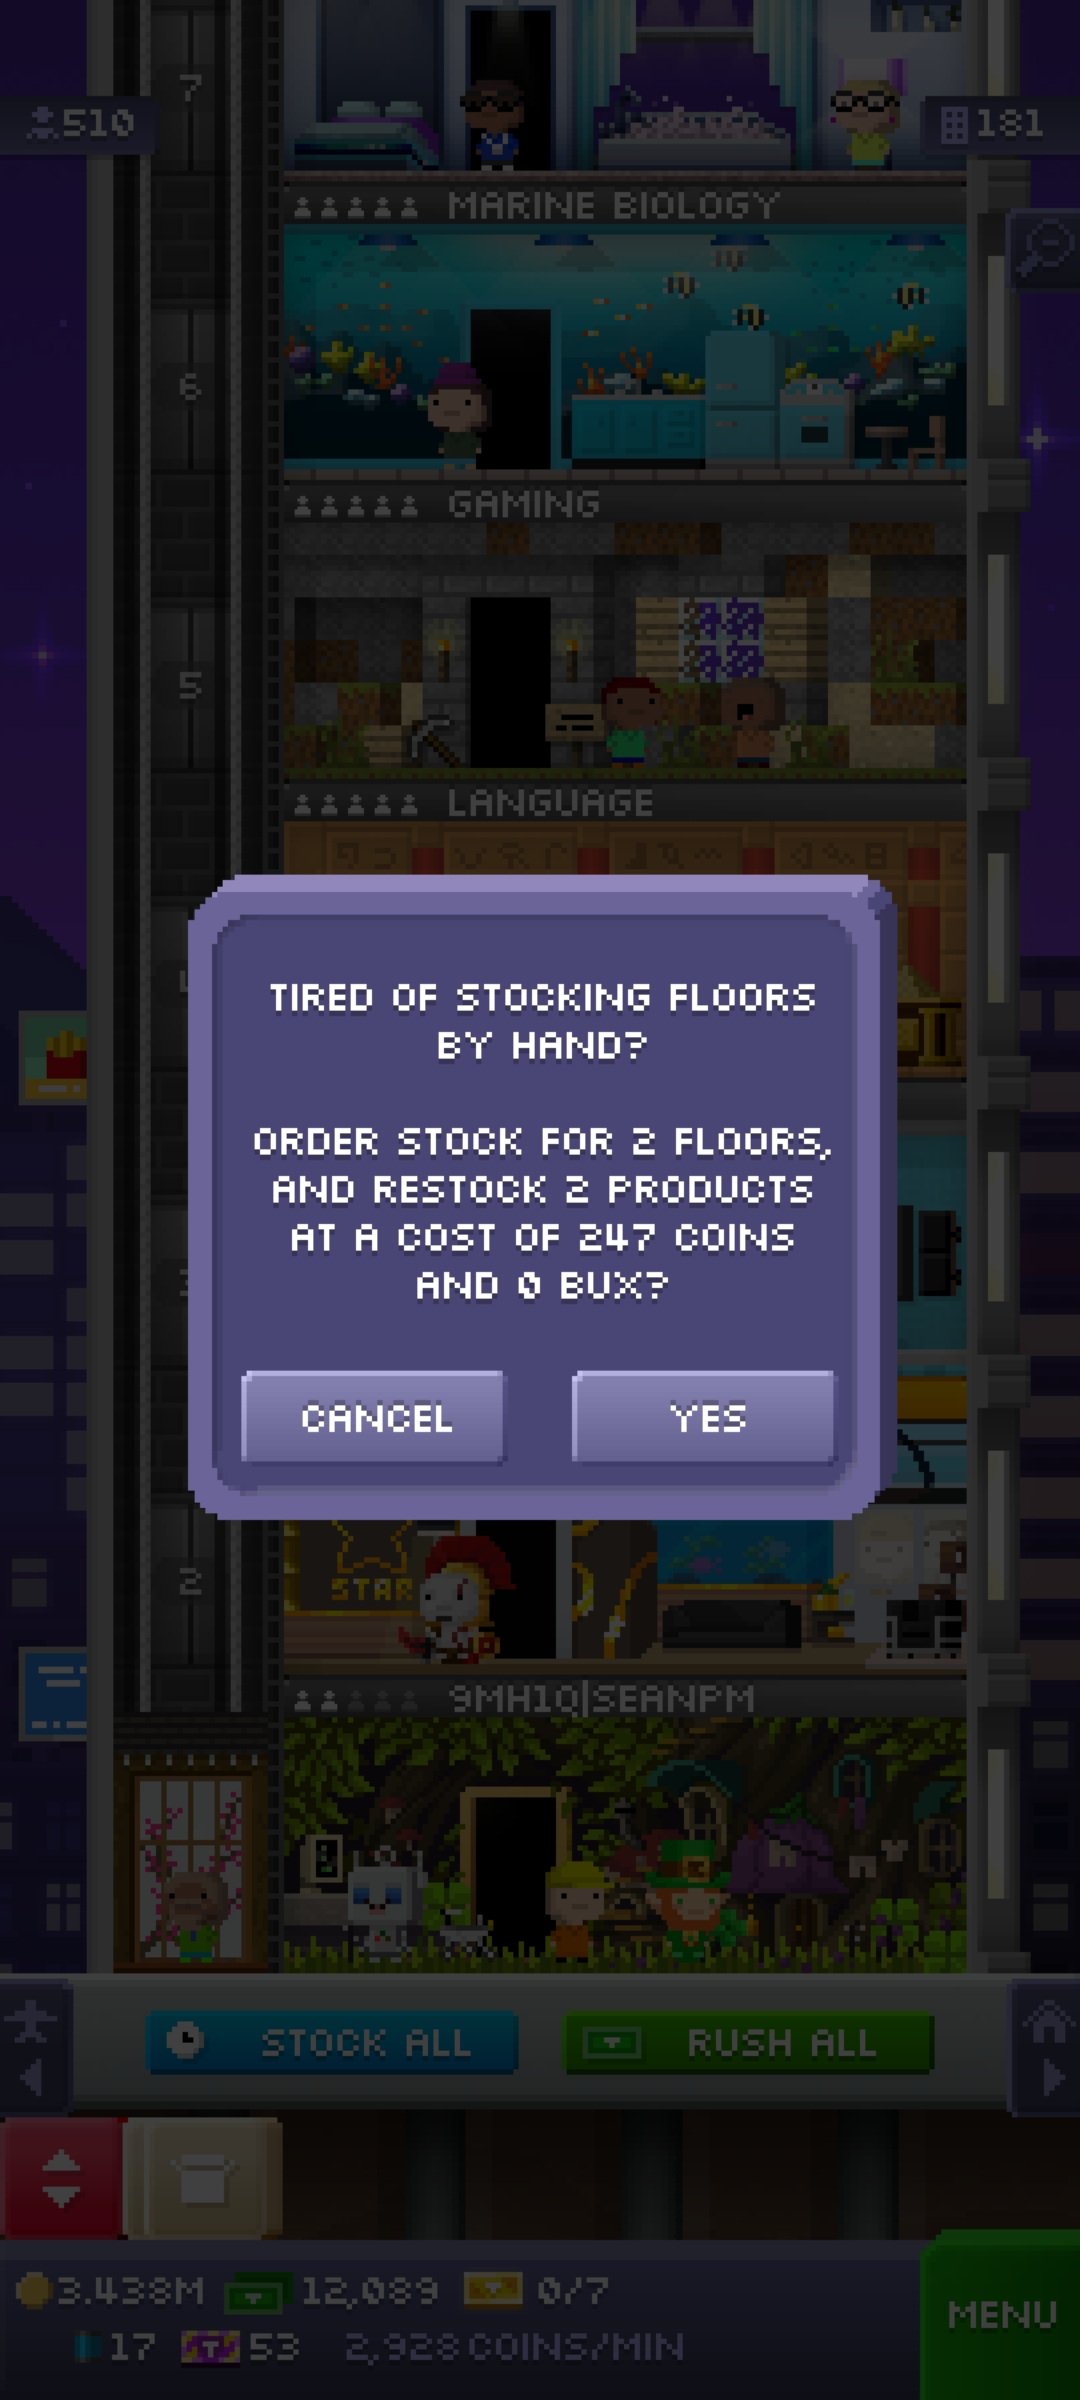 7
510
181
MARINE BIOLOGY
6
GAMING
5
LANGUAGE
TIRED OF STOCKING FLOORS
BY HAND?
ORDER STOCK FOR 2 FLOORS,
AND RESTOCK 2 PRODUCTS
AT A COST OF 247 COINS
AND 0 BUX?
CANCEL
YES
2
STAR
9MH1Q|SEANPM
STOCK ALL
RUSH ALL
3.438M
12,089
0/7
MENU
17
53
2,928 COINS/MIN